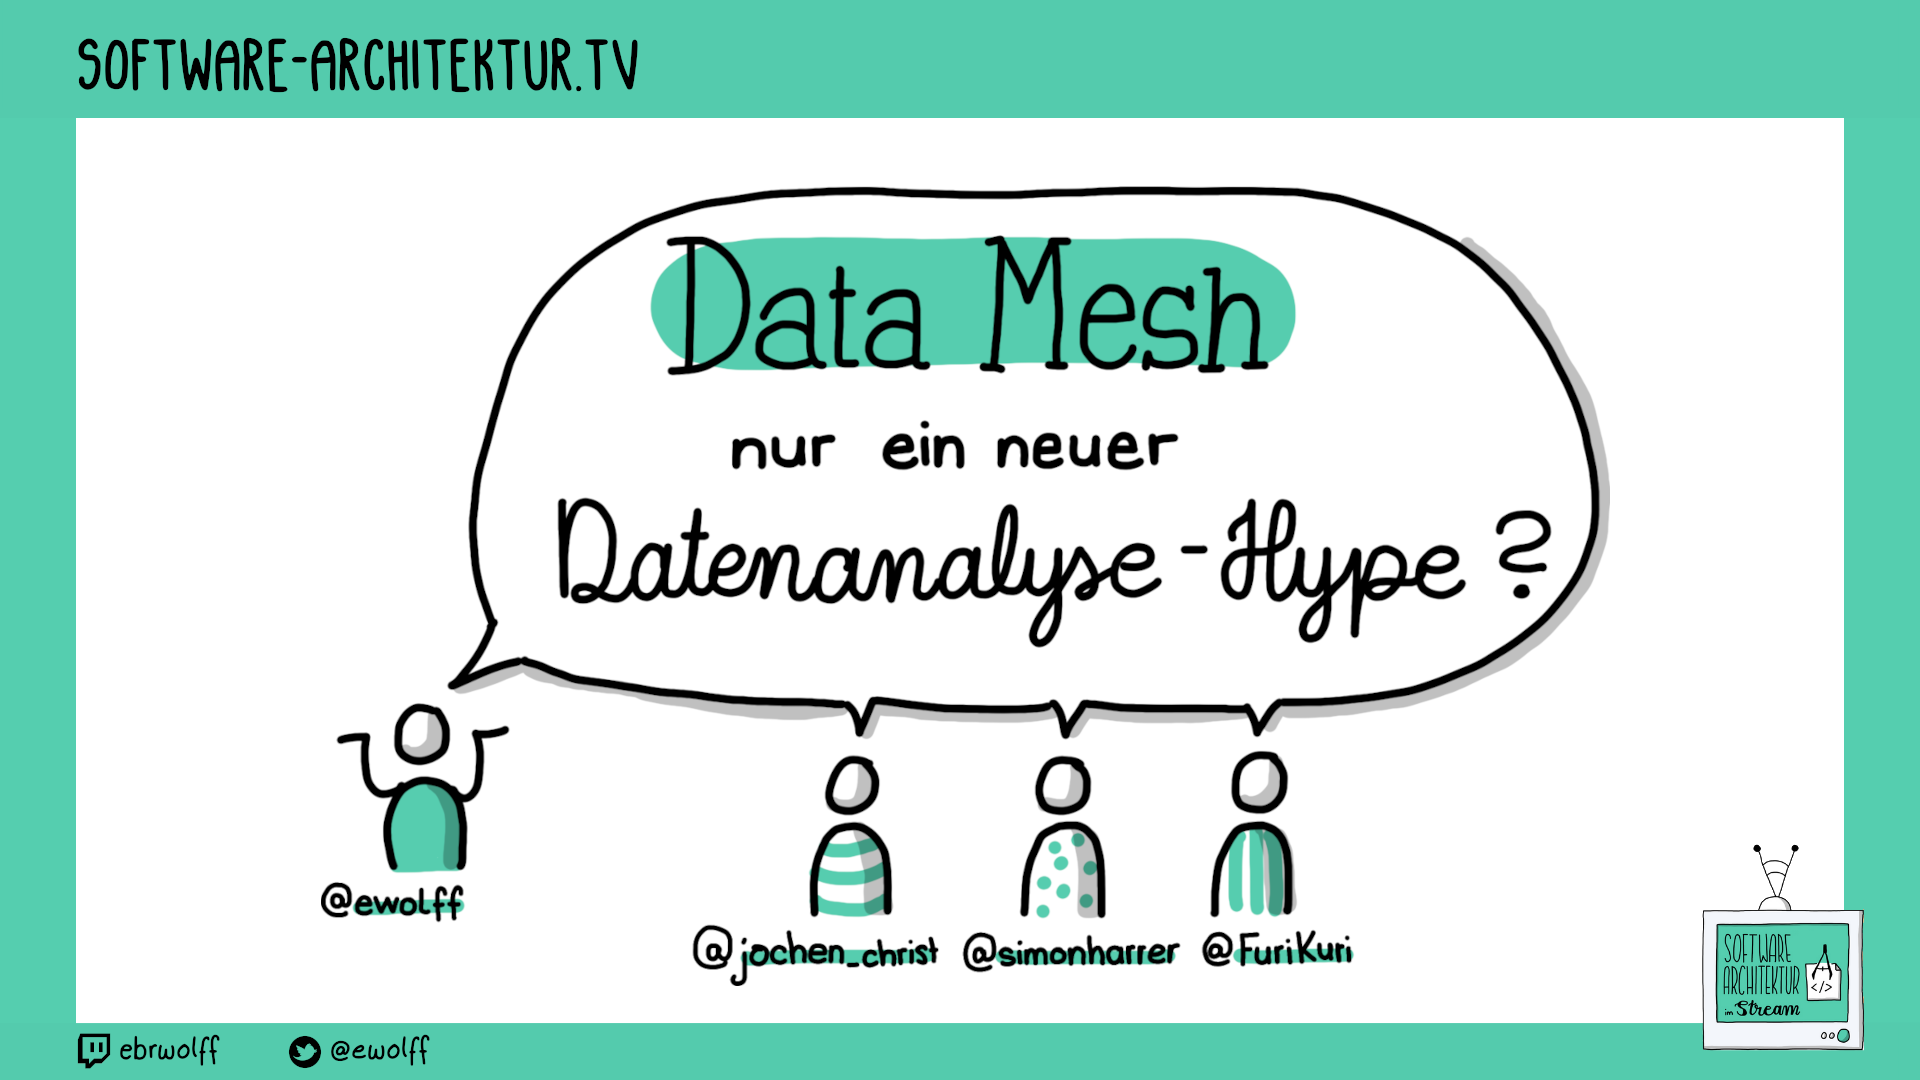 SOFTWARE-ARCHITEKTUR.TV
Data Mesh
nur ein neuer
Datenanalyse-Hype?
@ewolff
@jochen_christ @simonharrer @FuriKuri
SOFTWARE
ARCHITEKTUR
</>
im Stream
ebrwolff @ewolff